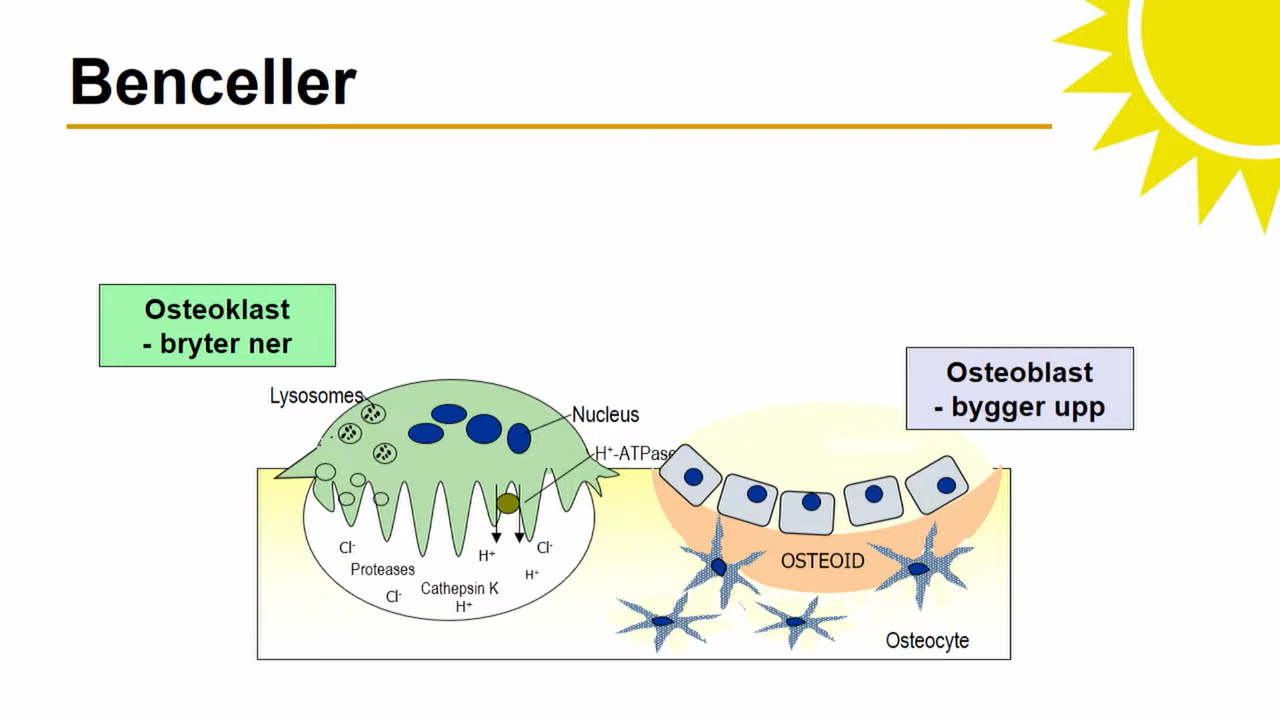 Benceller
Osteoklast
- bryter ner
Osteoblast
- bygger upp
Lysosomes
Nucleus
H⁺-ATPase
Cl⁻
H⁺
Cl⁻
Proteases
H⁺
Cathepsin K
Cl⁻
H⁺
OSTEOID
Osteocyte